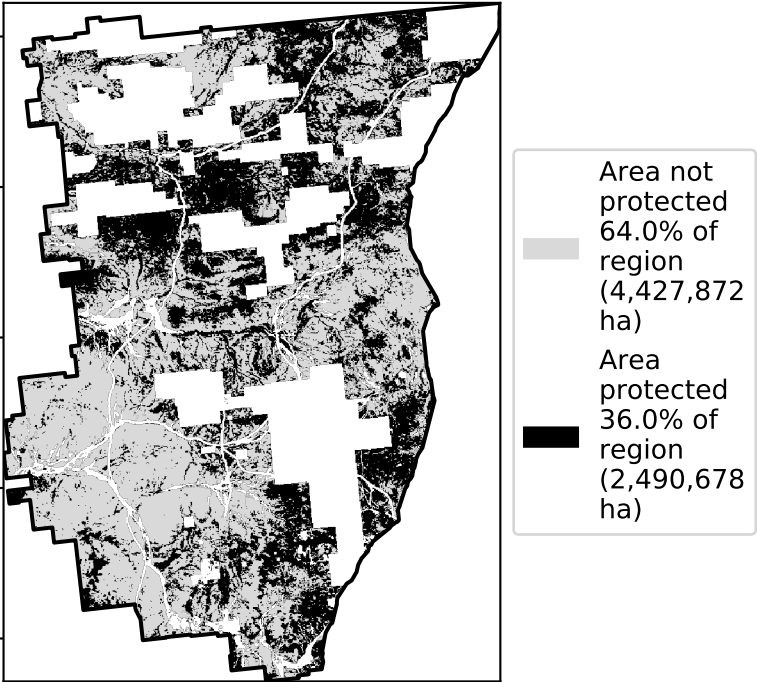 Area not
protected
64.0% of
region
(4,427,872
ha)
Area
protected
36.0% of
region
(2,490,678
ha)